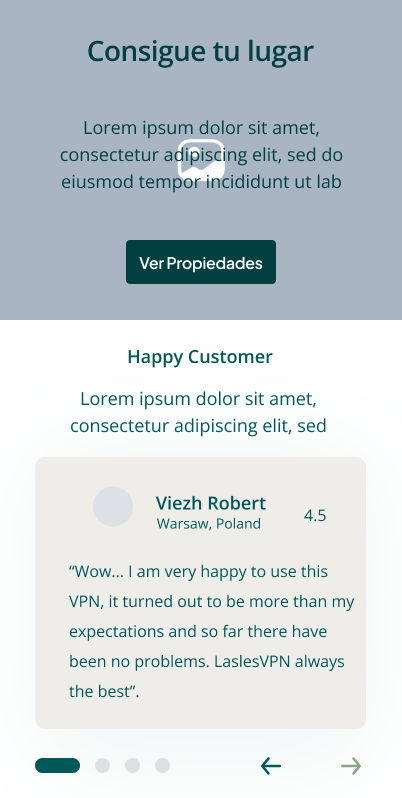 Consigue tu lugar
Lorem ipsum dolor sit amet,
consectetur adipiscing elit, sed do
eiusmod tempor incididunt ut lab
Ver Propiedades
Happy Customer
Lorem ipsum dolor sit amet,
consectetur adipiscing elit, sed
Viezh Robert
Warsaw, Poland
4.5
“Wow... I am very happy to use this
VPN, it turned out to be more than my
expectations and so far there have
been no problems. LaslesVPN always
the best”.